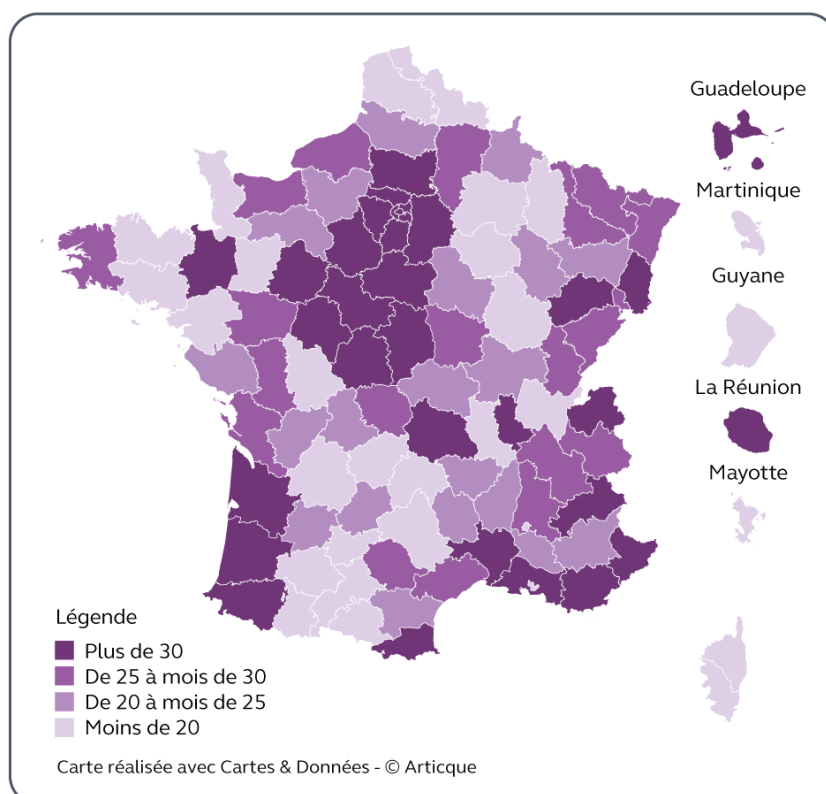 Guadeloupe
Martinique
Guyane
La Réunion
Mayotte
Légende
Plus de 30
De 25 à mois de 30
De 20 à mois de 25
Moins de 20
Carte réalisée avec Cartes & Données - © Articque